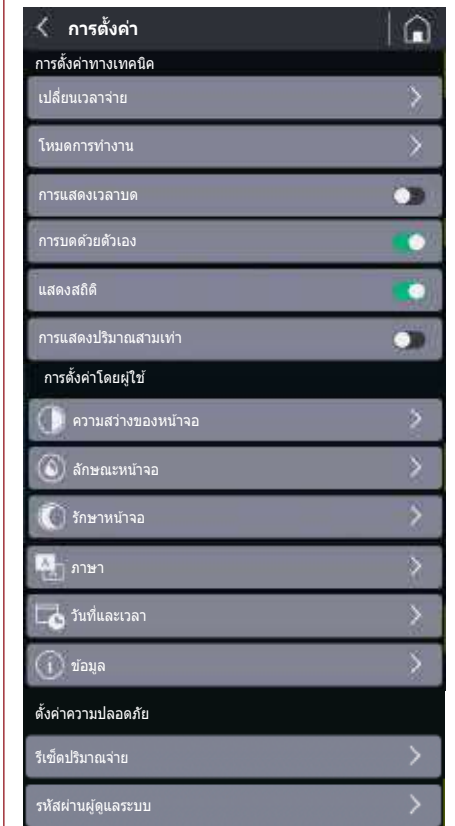 การตั้งค่า
การตั้งค่าทางเทคนิค
เปลี่ยนเวลาจ่าย
โหมดการทำงาน
การแสดงเวลาบด
การบดด้วยตัวเอง
แสดงสถิติ
การแสดงปริมาณสามเท่า
การตั้งค่าโดยผู้ใช้
ความสว่างของหน้าจอ
ลักษณะหน้าจอ
รักษาหน้าจอ
ภาษา
วันที่และเวลา
ข้อมูล
ตั้งค่าความปลอดภัย
รีเซ็ตปริมาณจ่าย
รหัสผ่านผู้ดูแลระบบ